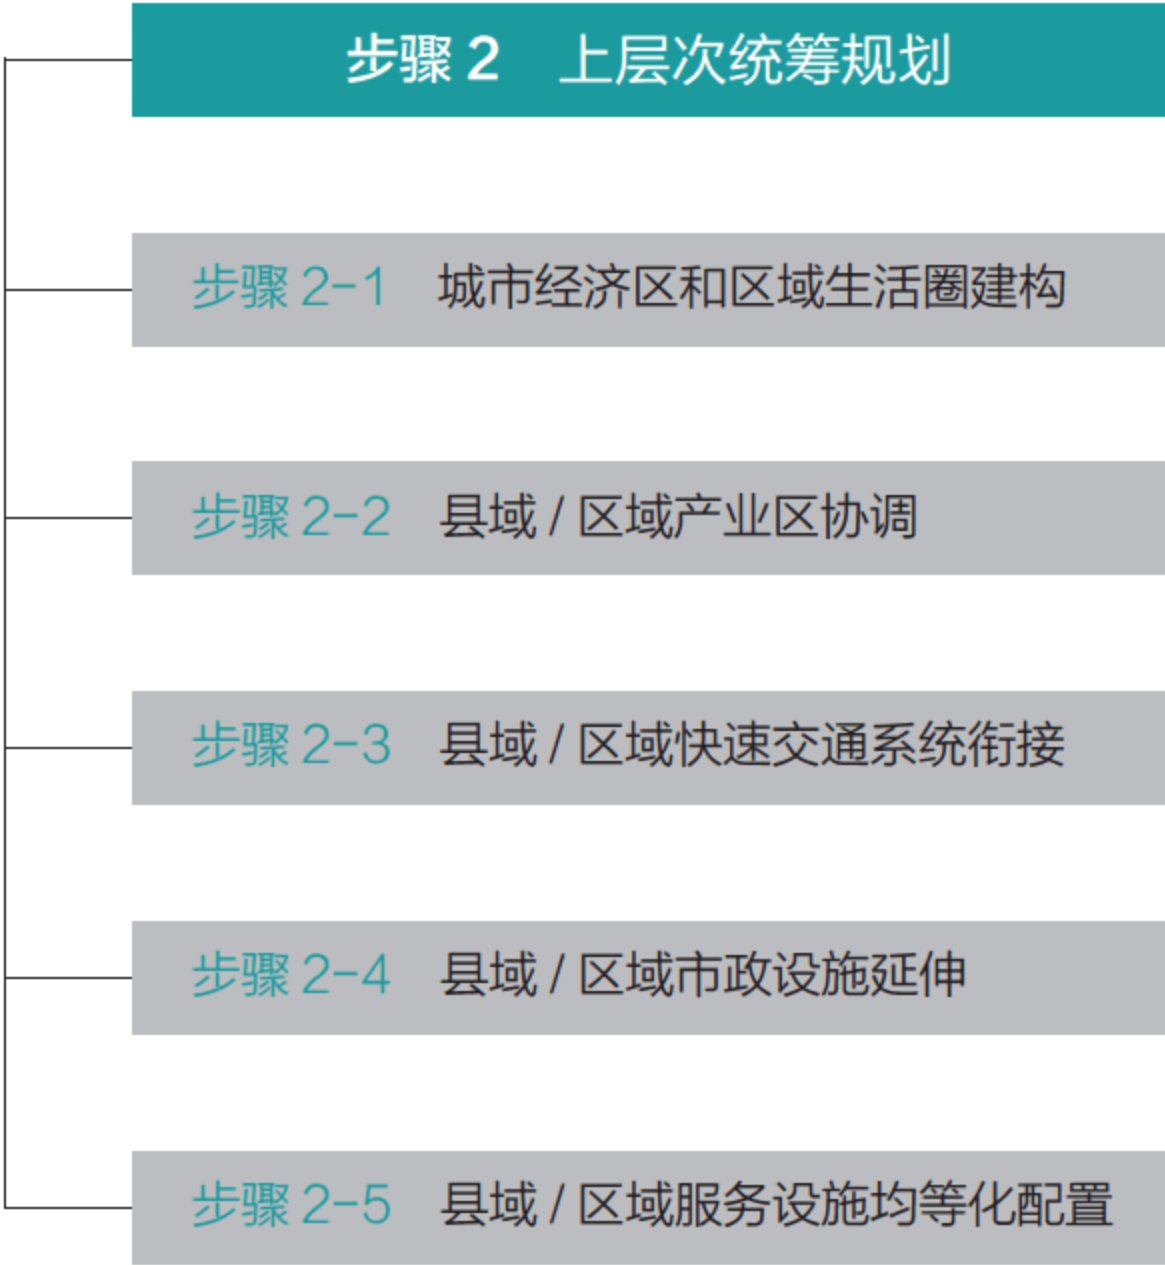 步骤 2 上层次统筹规划
步骤 2-1 城市经济区和区域生活圈建构
步骤 2-2 县域 / 区域产业区协调
步骤 2-3 县域 / 区域快速交通系统衔接
步骤 2-4 县域 / 区域市政设施延伸
步骤 2-5 县域 / 区域服务设施均等化配置